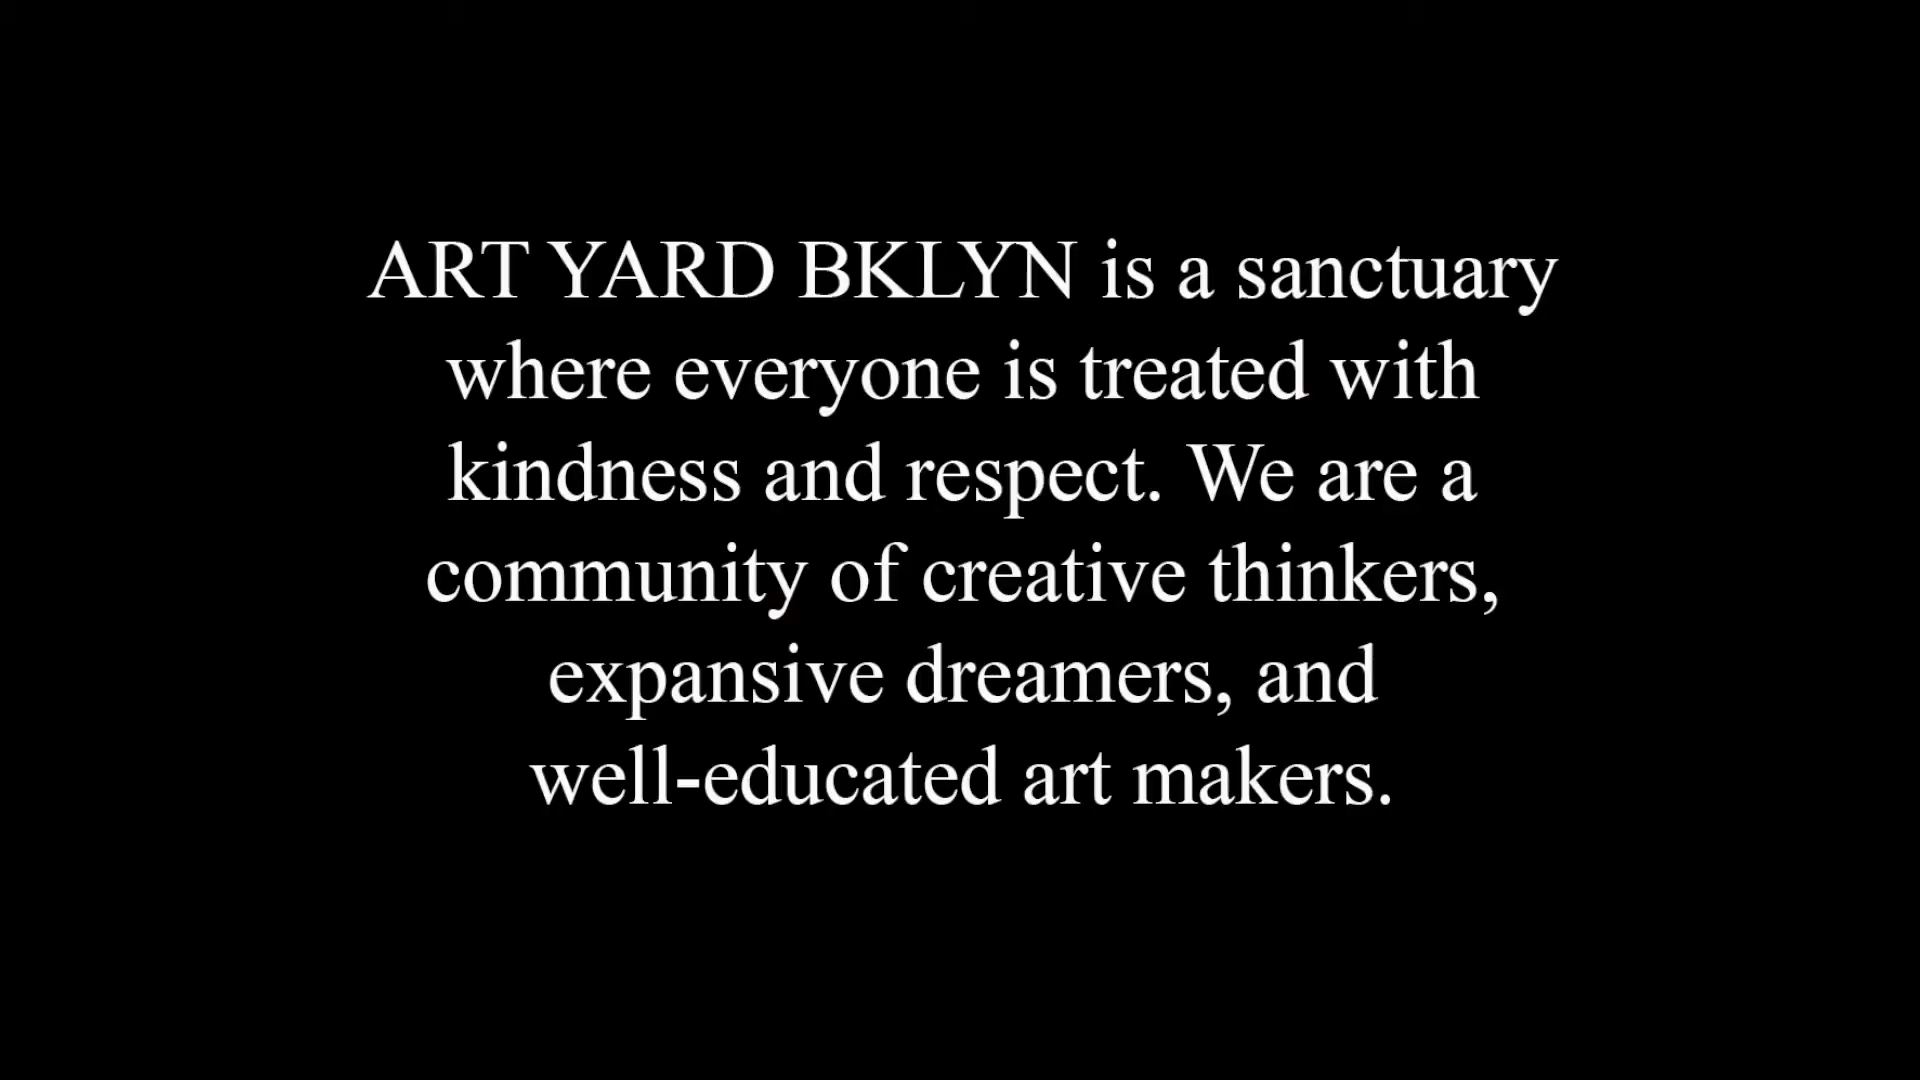 ART YARD BKLYN is a sanctuary
where everyone is treated with
kindness and respect. We are a
community of creative thinkers,
expansive dreamers, and
well-educated art makers.